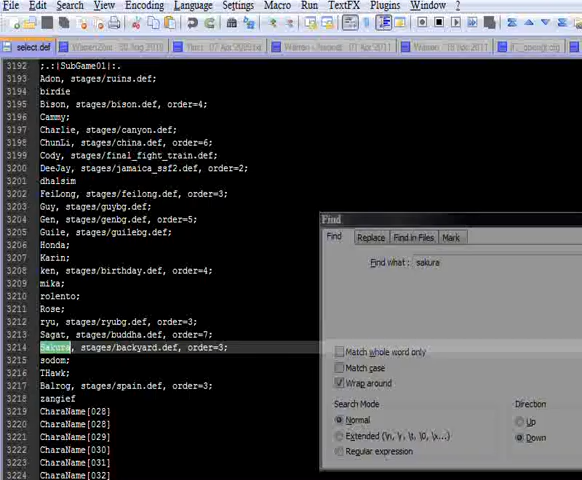 File Edit Search View Encoding Language Settings Macro Run TextFX Plugins Window ?
select.def
3192 ;.:|SubGame01|:.
3193 Adon, stages/ruins.def;
3194 birdie
3195 Bison, stages/bison.def, order=4;
3196 Cammy;
3197 Charlie, stages/canyon.def;
3198 ChunLi, stages/china.def, order=6;
3199 Cody, stages/final_fight_train.def;
3200 DeeJay, stages/jamaica_ssf2.def, order=2;
3201 dhalsim
3202 FeiLong, stages/feilong.def, order=3;
3203 Guy, stages/guybg.def;
3204 Gen, stages/genbg.def, order=5;
3205 Guile, stages/guilebg.def;
3206 Honda;
3207 Karin;
3208 ken, stages/birthday.def, order=4;
3209 mika;
3210 rolento;
3211 Rose;
3212 ryu, stages/ryubg.def, order=3;
3213 Sagat, stages/buddha.def, order=7;
3214 Sakura, stages/backyard.def, order=3;
3215 sodom;
3216 THawk;
3217 Balrog, stages/spain.def, order=3;
3218 zangief
3219 CharaName[028]
3220 CharaName[028]
3221 CharaName[029]
3222 CharaName[030]
3223 CharaName[031]
3224 CharaName[032]
Find
Find Replace Find in Files Mark
Find what : sakura
Match whole word only
Match case
Wrap around
Search Mode
Normal
Extended (\n, \r, \t, \0, \x...)
Regular expression
Direction
Up
Down